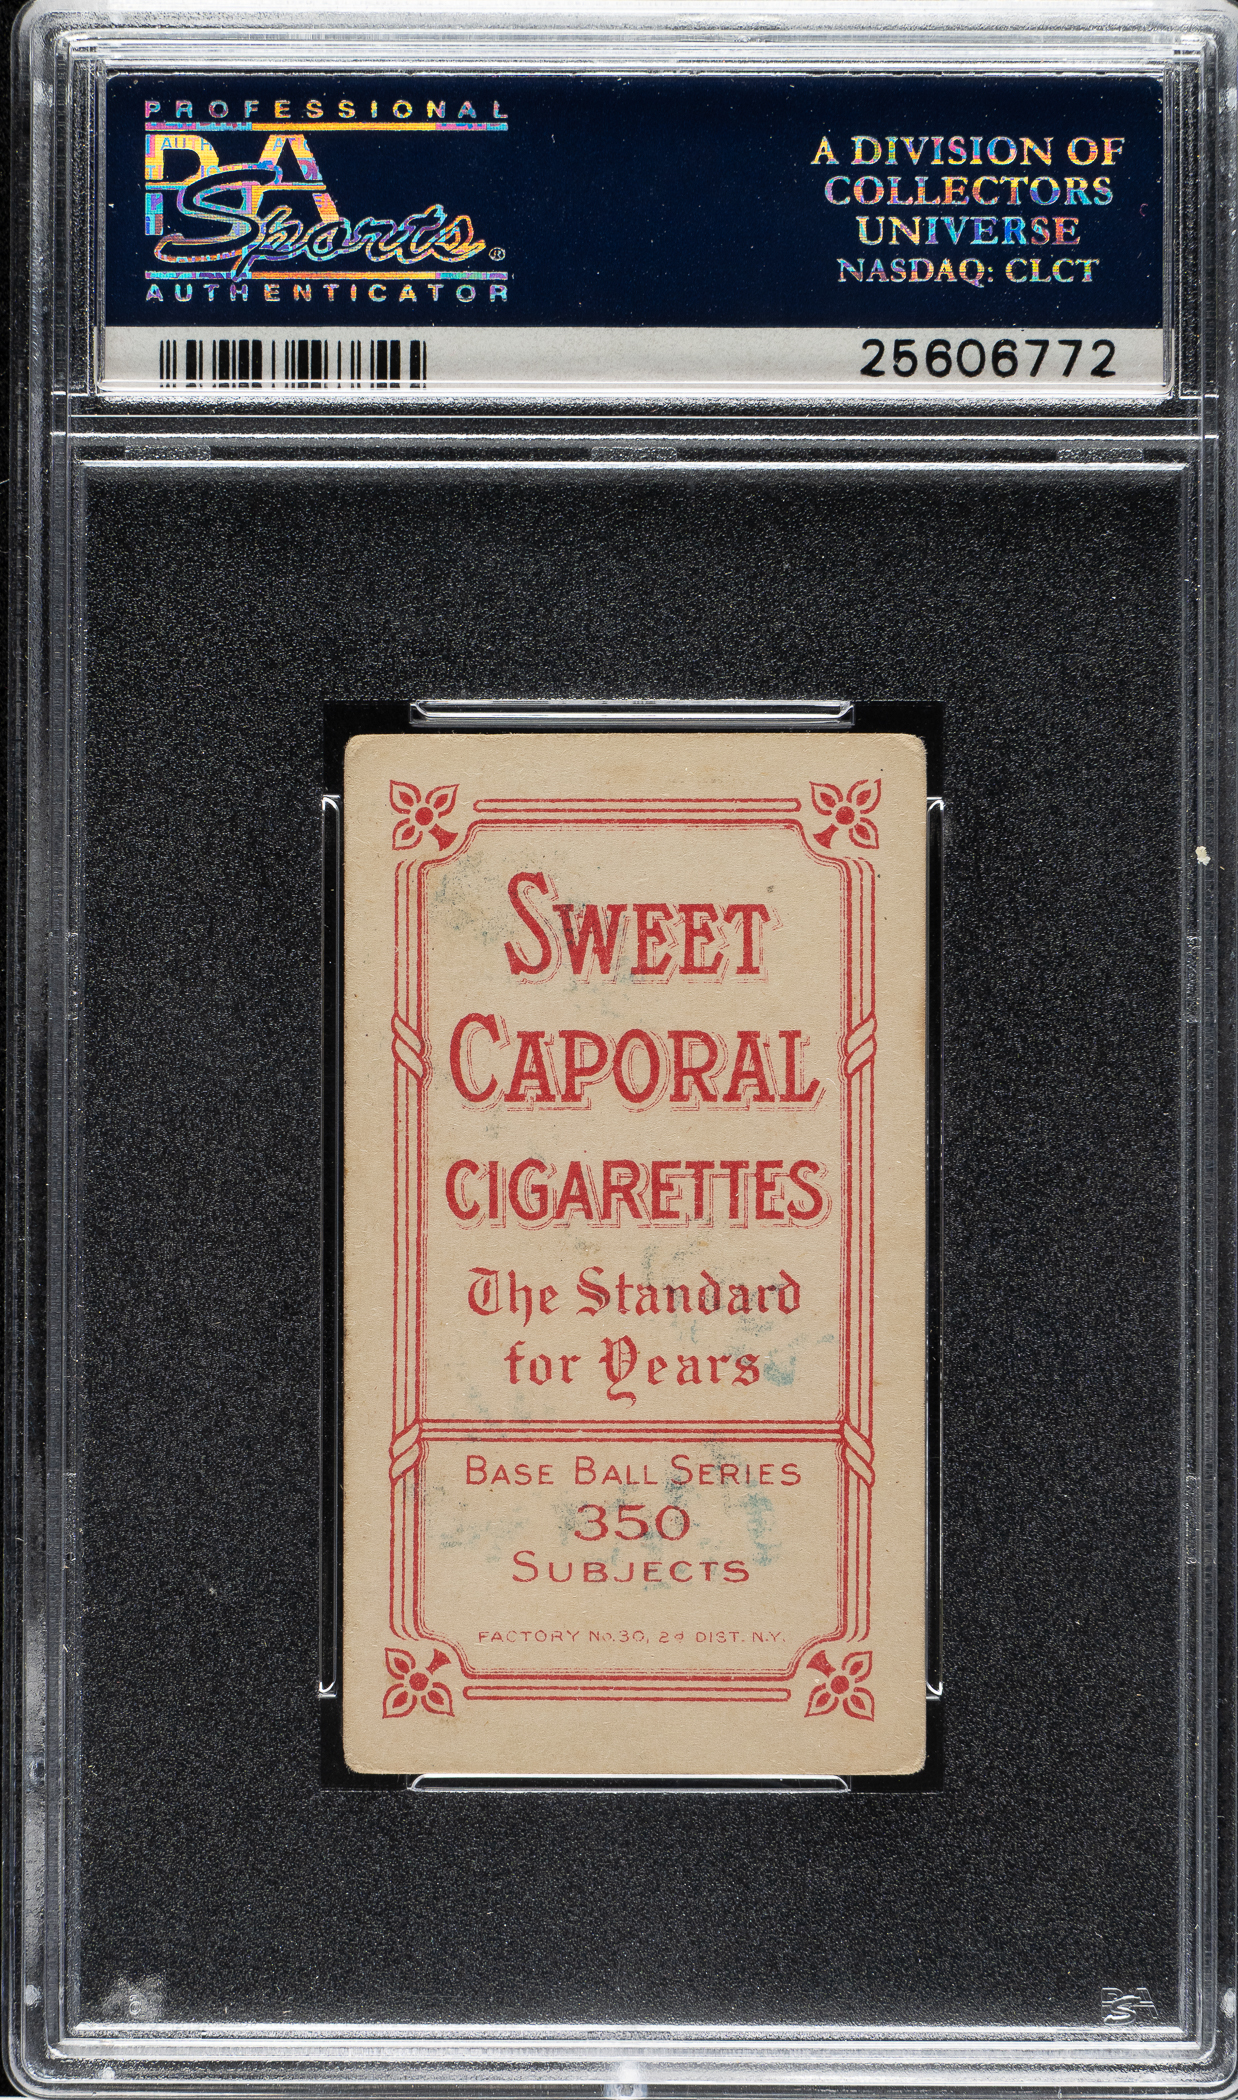 PROFESSIONAL
PSA
Sports®
AUTHENTICATOR
A DIVISION OF
COLLECTORS
UNIVERSE
NASDAQ: CLCT
25606772
SWEET
CAPORAL
CIGARETTES
The Standard
for Years
BASE BALL SERIES
350
SUBJECTS
FACTORY No. 30, 2d DIST. N.Y.
PSA